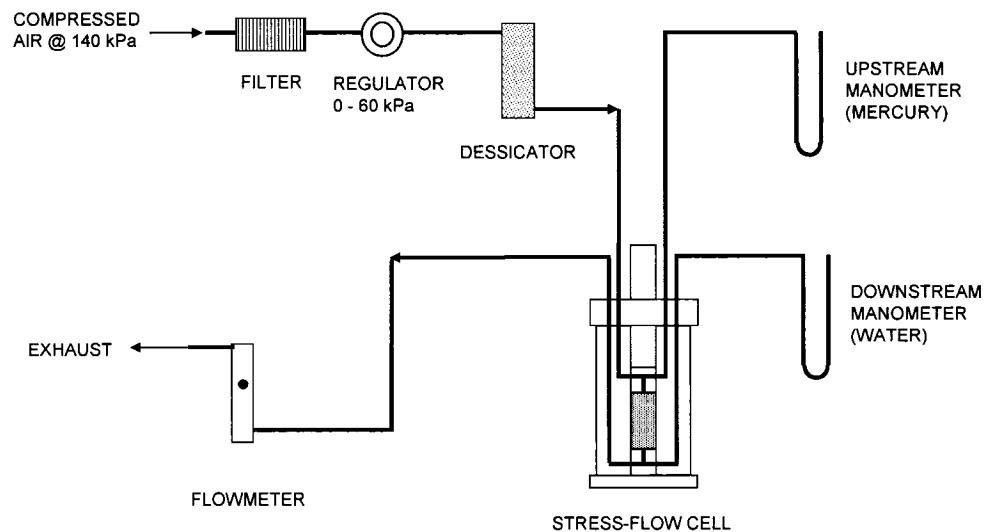 COMPRESSED
AIR @ 140 kPa
FILTER
REGULATOR
0 - 60 kPa
DESSICATOR
UPSTREAM
MANOMETER
(MERCURY)
DOWNSTREAM
MANOMETER
(WATER)
EXHAUST
FLOWMETER
STRESS-FLOW CELL